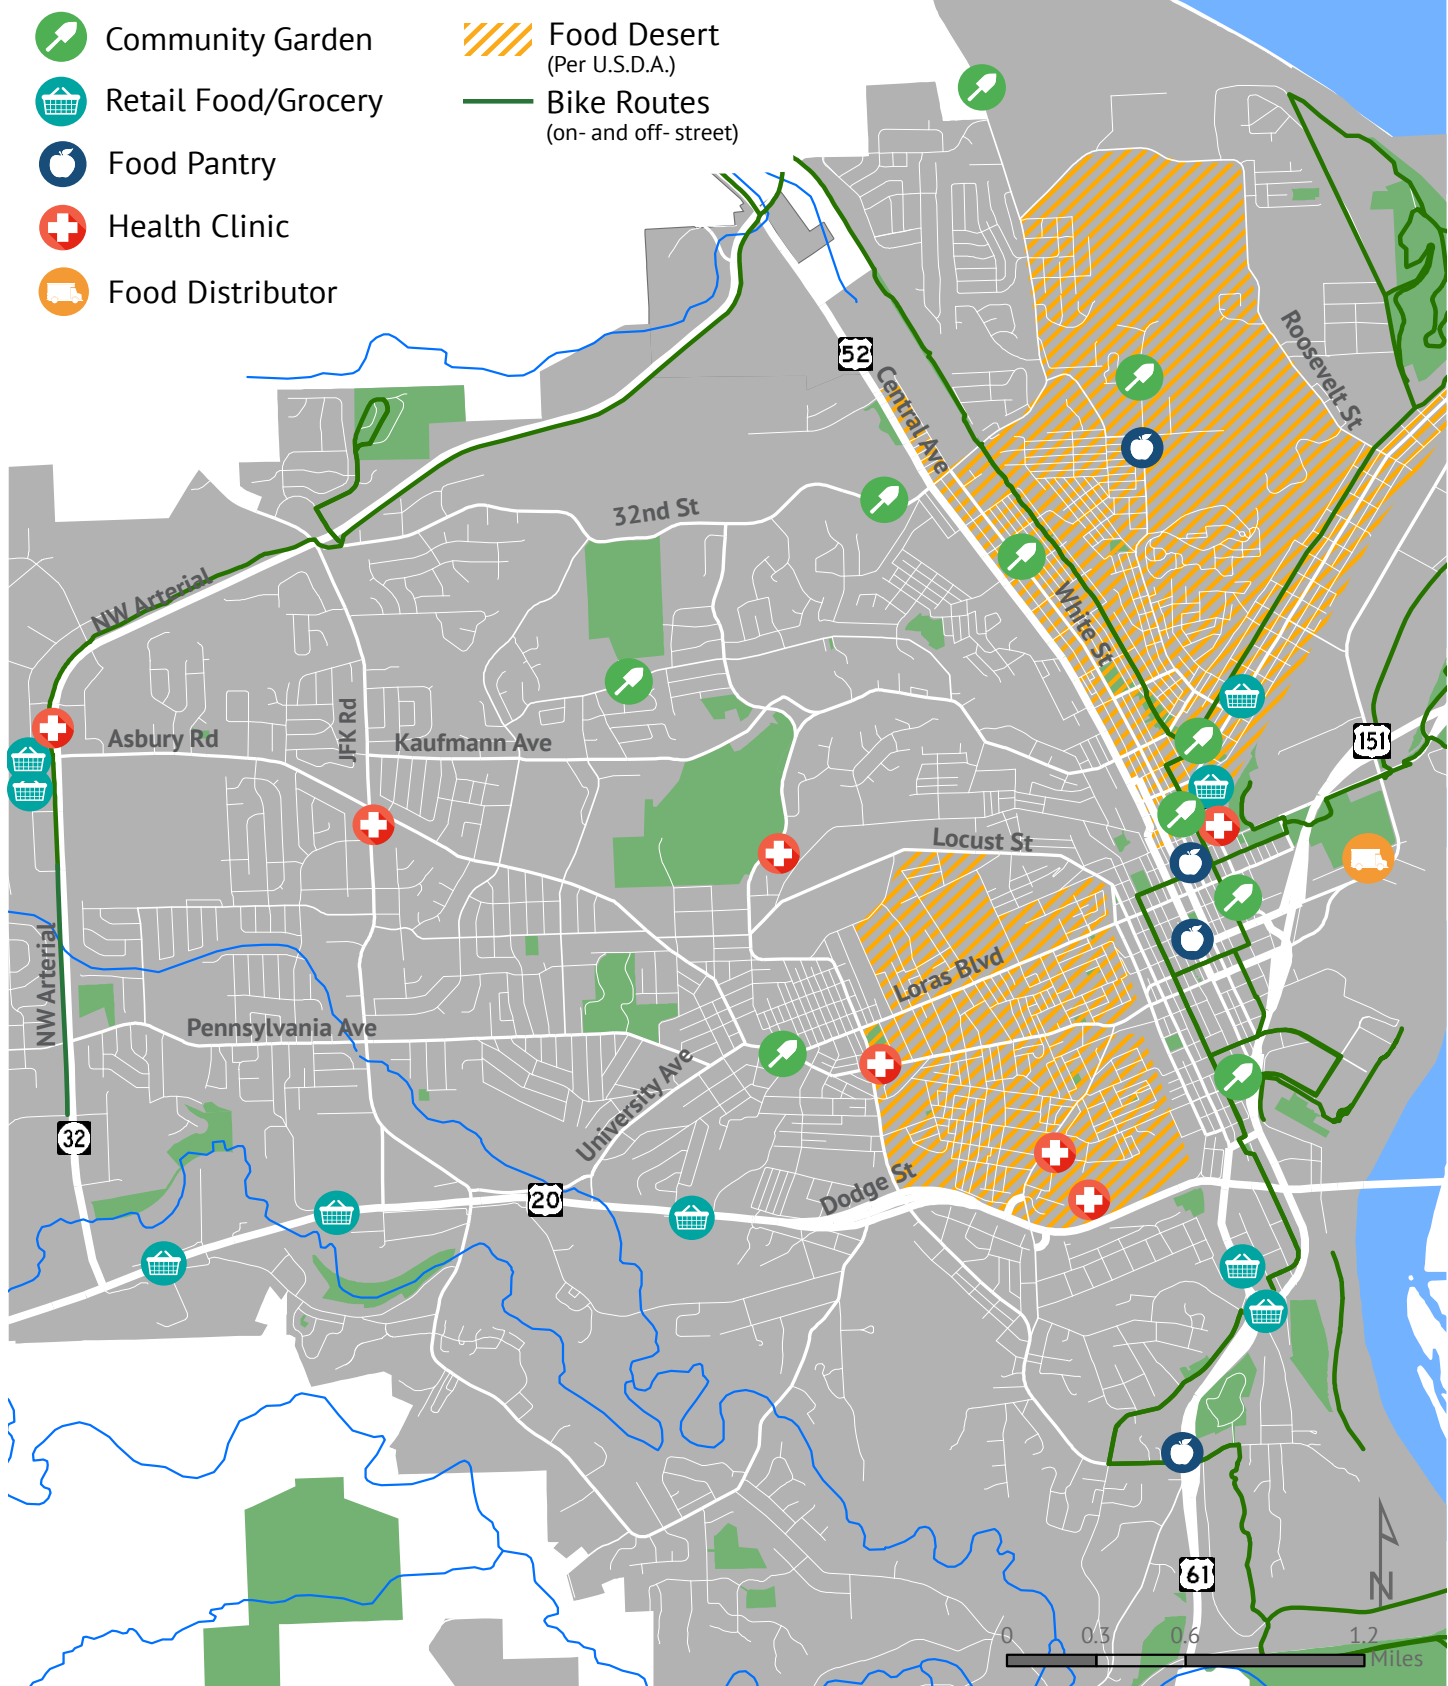 Community Garden
Retail Food/Grocery
Food Pantry
Health Clinic
Food Distributor
Food Desert
(Per U.S.D.A.)
Bike Routes
(on- and off- street)
52
Central Ave
Roosevelt St
32nd St
NW Arterial
White St
JFK Rd
Asbury Rd
Kaufmann Ave
151
Locust St
NW Arterial
Loras Blvd
Pennsylvania Ave
University Ave
32
20
Dodge St
61
N
0 0.3 0.6 1.2
Miles